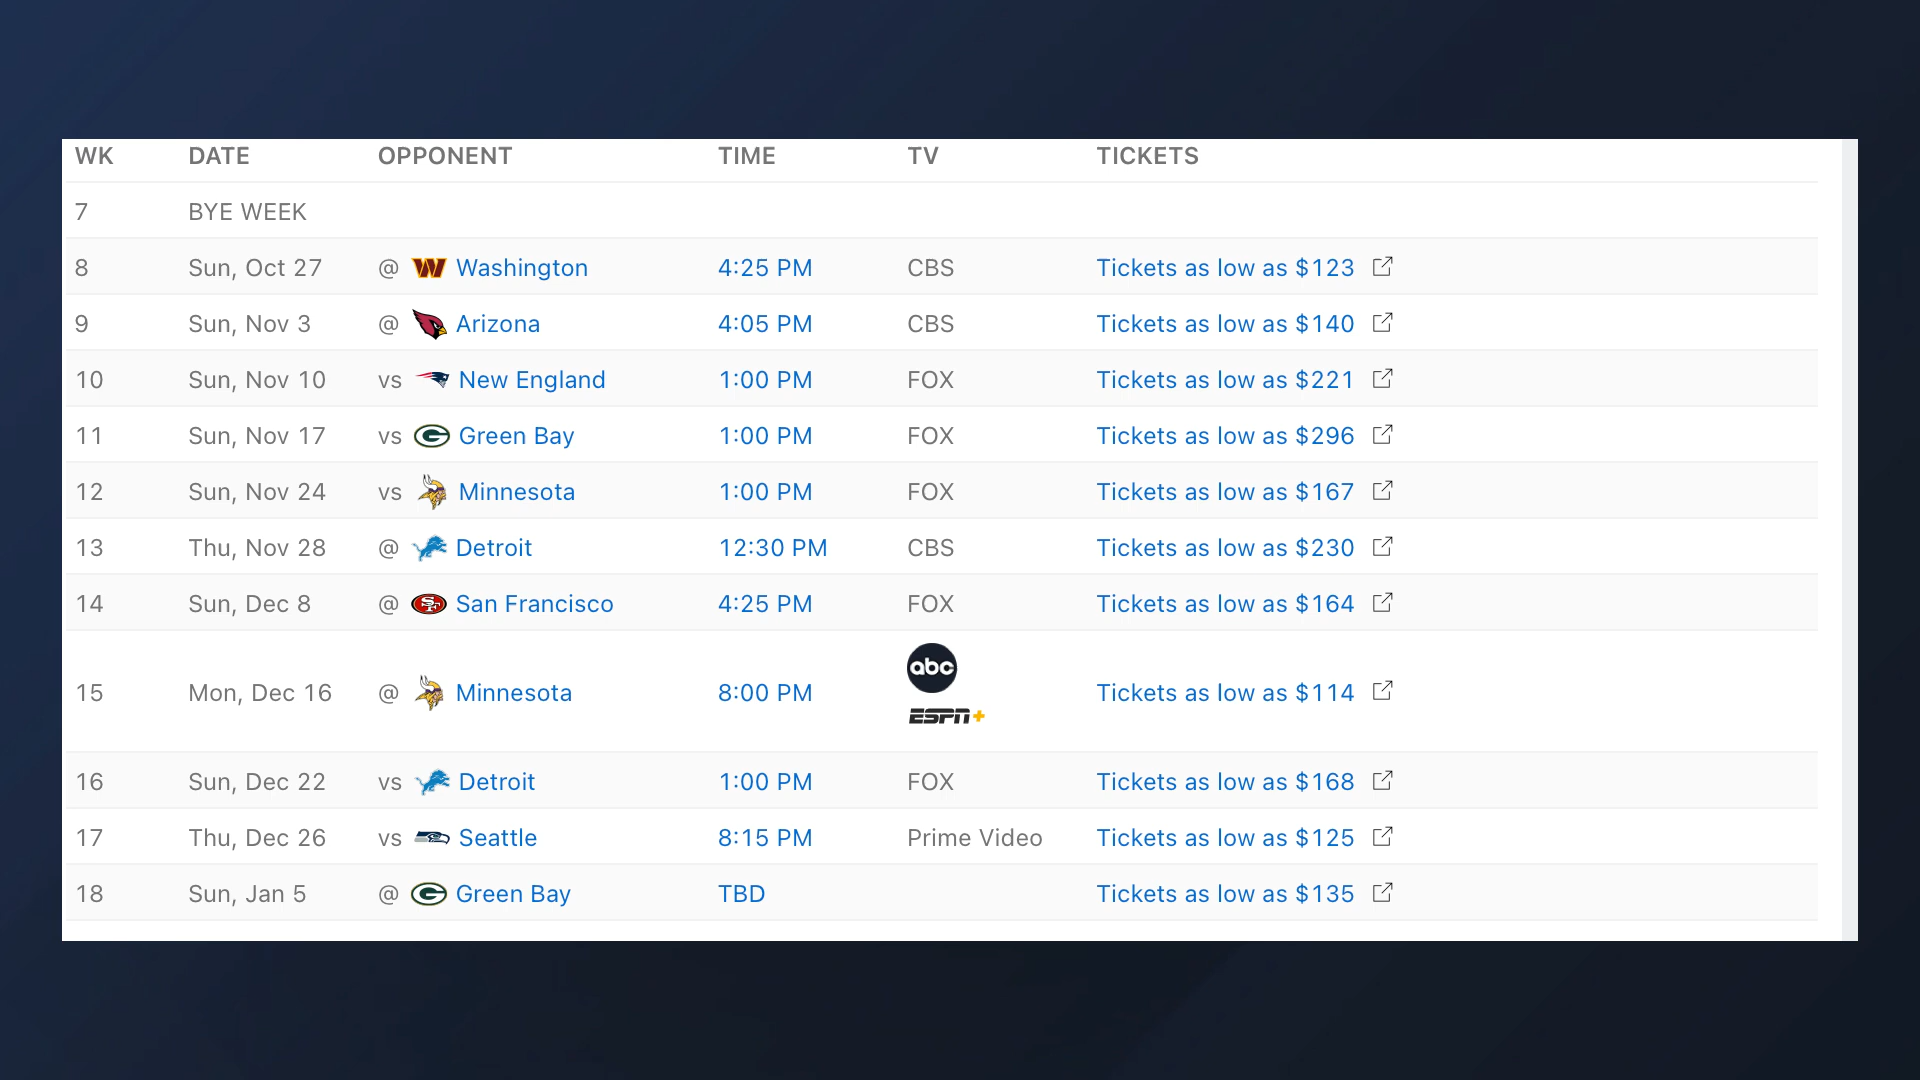 WK DATE OPPONENT TIME TV TICKETS
7 BYE WEEK
8 Sun, Oct 27 @ Washington 4:25 PM CBS Tickets as low as $123
9 Sun, Nov 3 @ Arizona 4:05 PM CBS Tickets as low as $140
10 Sun, Nov 10 vs New England 1:00 PM FOX Tickets as low as $221
11 Sun, Nov 17 vs Green Bay 1:00 PM FOX Tickets as low as $296
12 Sun, Nov 24 vs Minnesota 1:00 PM FOX Tickets as low as $167
13 Thu, Nov 28 @ Detroit 12:30 PM CBS Tickets as low as $230
14 Sun, Dec 8 @ SF San Francisco 4:25 PM FOX Tickets as low as $164
abc
15 Mon, Dec 16 @ Minnesota 8:00 PM Tickets as low as $114
ESPN+
16 Sun, Dec 22 vs Detroit 1:00 PM FOX Tickets as low as $168
17 Thu, Dec 26 vs Seattle 8:15 PM Prime Video Tickets as low as $125
18 Sun, Jan 5 @ Green Bay TBD Tickets as low as $135